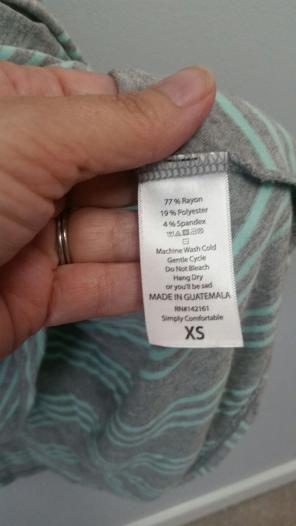 77 % Rayon
19 % Polyester
4 % Spandex
Machine Wash Cold
Gentle Cycle
Do Not Bleach
Hang Dry
or you'll be sad
MADE IN GUATEMALA
RN#142161
Simply Comfortable
XS